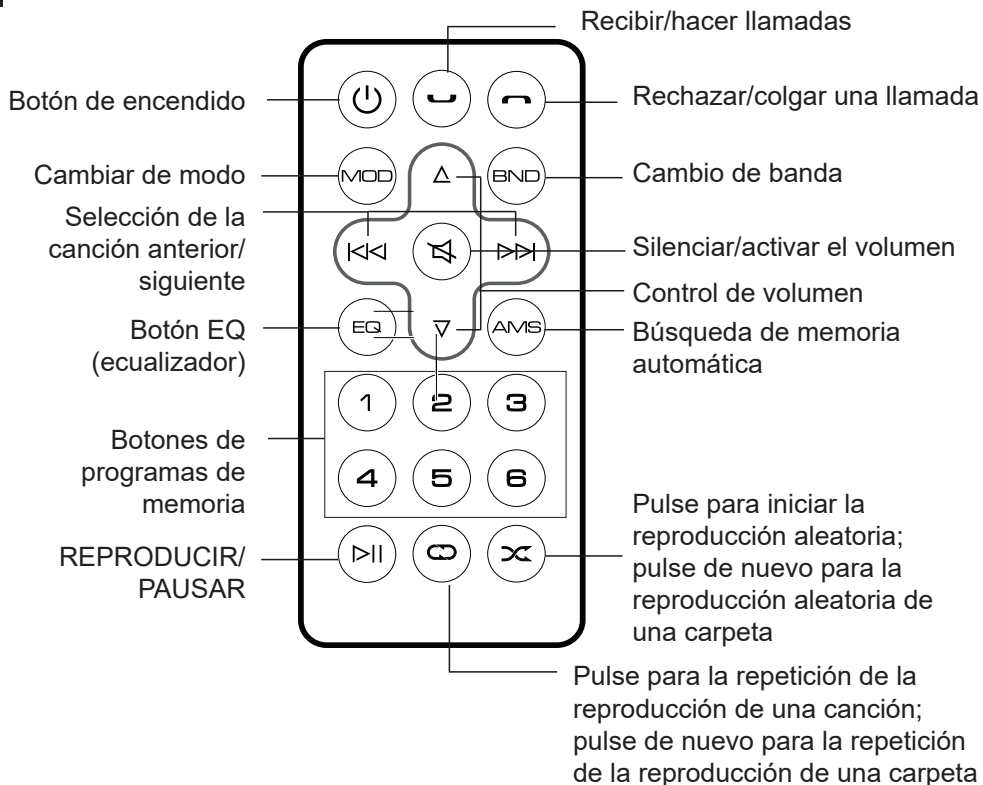 Recibir/hacer llamadas
Botón de encendido
Rechazar/colgar una llamada
MOD
BND
Cambiar de modo
Cambio de banda
Selección de la
canción anterior/
siguiente
Silenciar/activar el volumen
Control de volumen
EQ
AMS
Botón EQ
(ecualizador)
Búsqueda de memoria
automática
1
2
3
4
5
6
Botones de
programas de
memoria
REPRODUCIR/
PAUSAR
Pulse para iniciar la
reproducción aleatoria;
pulse de nuevo para la
reproducción aleatoria de
una carpeta
Pulse para la repetición de la
reproducción de una canción;
pulse de nuevo para la repetición
de la reproducción de una carpeta